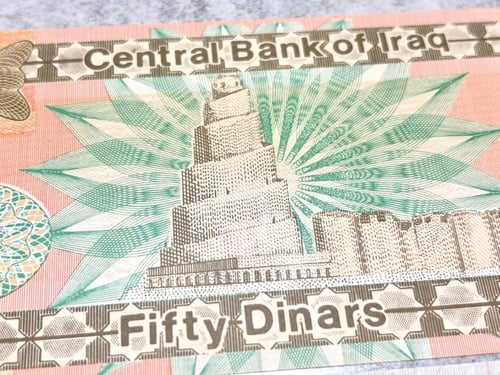 Central Bank of Iraq
Fifty Dinars